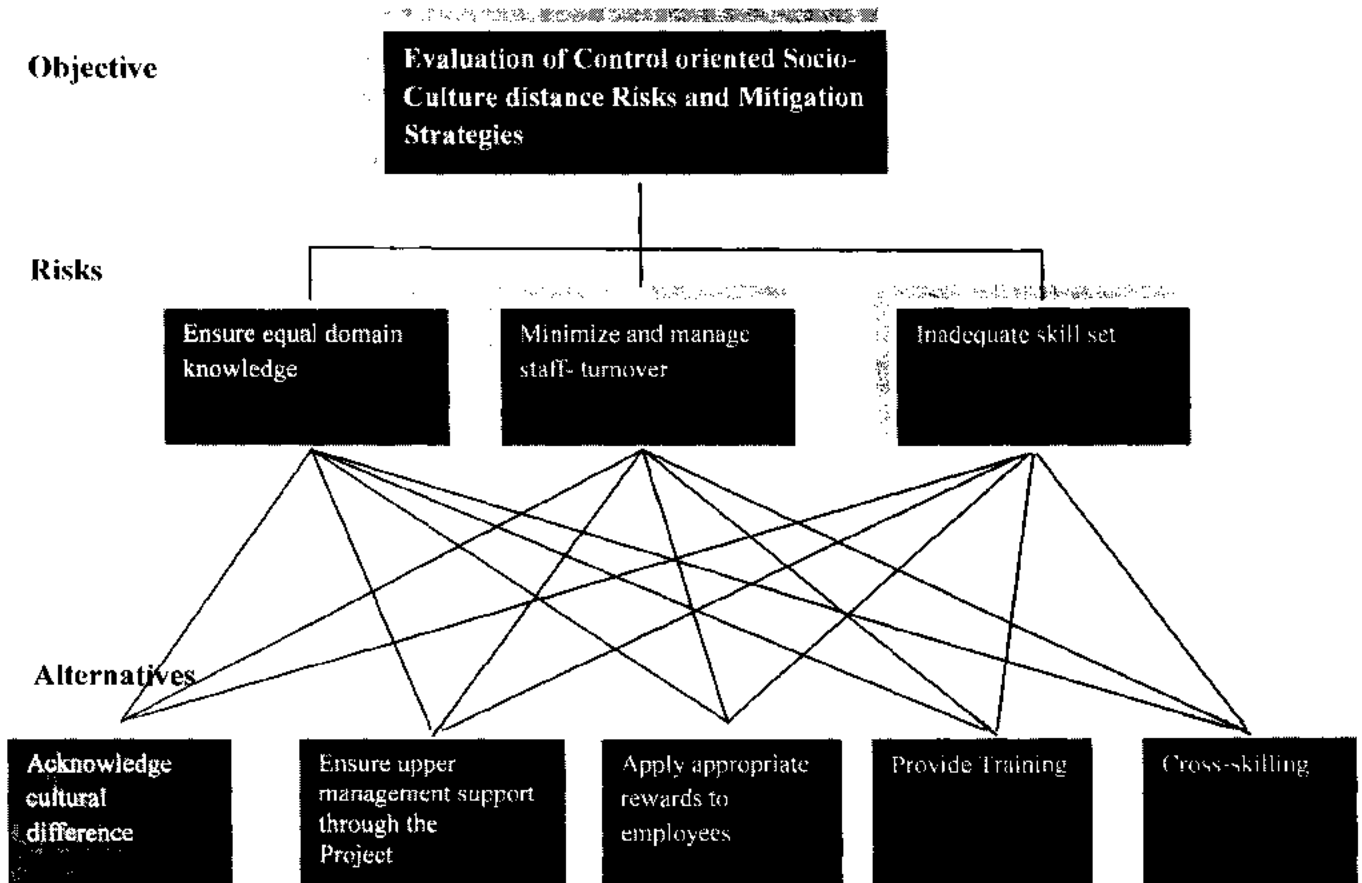 Objective
Evaluation of Control oriented Socio-
Culture distance Risks and Mitigation
Strategies
Risks
Ensure equal domain
knowledge
Minimize and manage
staff- turnover
Inadequate skill set
Alternatives
Acknowledge
cultural
difference
Ensure upper
management support
through the
Project
Apply appropriate
rewards to
employees
Provide Training
Cross-skilling